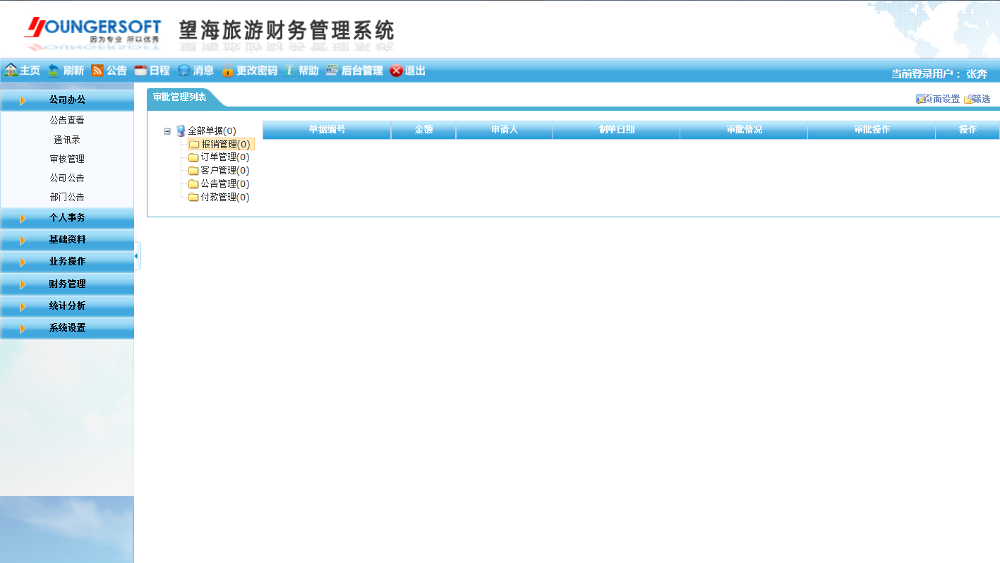 YOUNGERSOFT
因为专业 所以优秀
望海旅游财务管理系统
主页 刷新 公告 日程 消息 更改密码 帮助 后台管理 退出
当前登录用户： 张奔
公司办公
公告查看
通讯录
审核管理
公司公告
部门公告
个人事务
基础资料
业务操作
财务管理
统计分析
系统设置
审批管理列表
页面设置 筛选
全部单据(0)
报销管理(0)
订单管理(0)
客户管理(0)
公告管理(0)
付款管理(0)
单据编号 金额 申请人 制单日期 审批情况 审批操作 操作